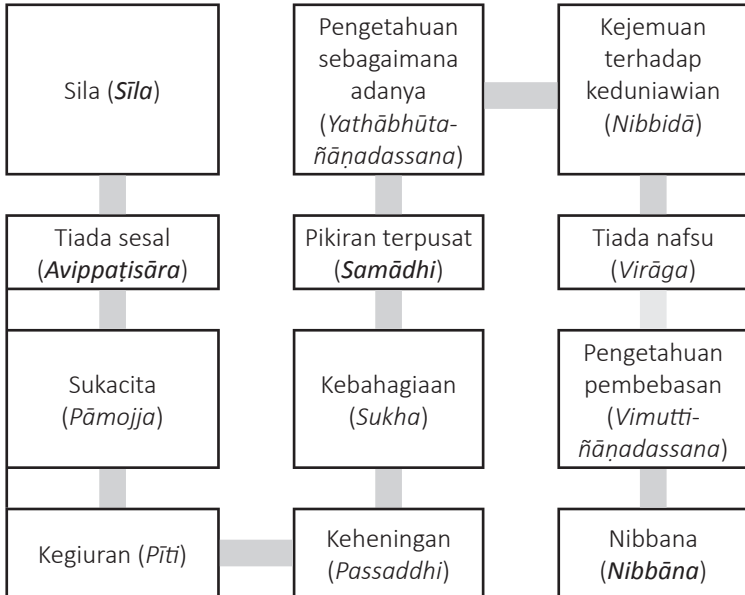 Sila (Sīla)
Tiada sesal
(Avippaṭisāra)
Sukacita
(Pāmojja)
Kegiuran (Pīti)
Keheningan
(Passaddhi)
Kebahagiaan
(Sukha)
Pikiran terpusat
(Samādhi)
Pengetahuan
sebagaimana
adanya
(Yathābhūta-
ñāṇadassana)
Kejemuan
terhadap
keduniawian
(Nibbidā)
Tiada nafsu
(Virāga)
Pengetahuan
pembebasan
(Vimutti-
ñāṇadassana)
Nibbana
(Nibbāna)